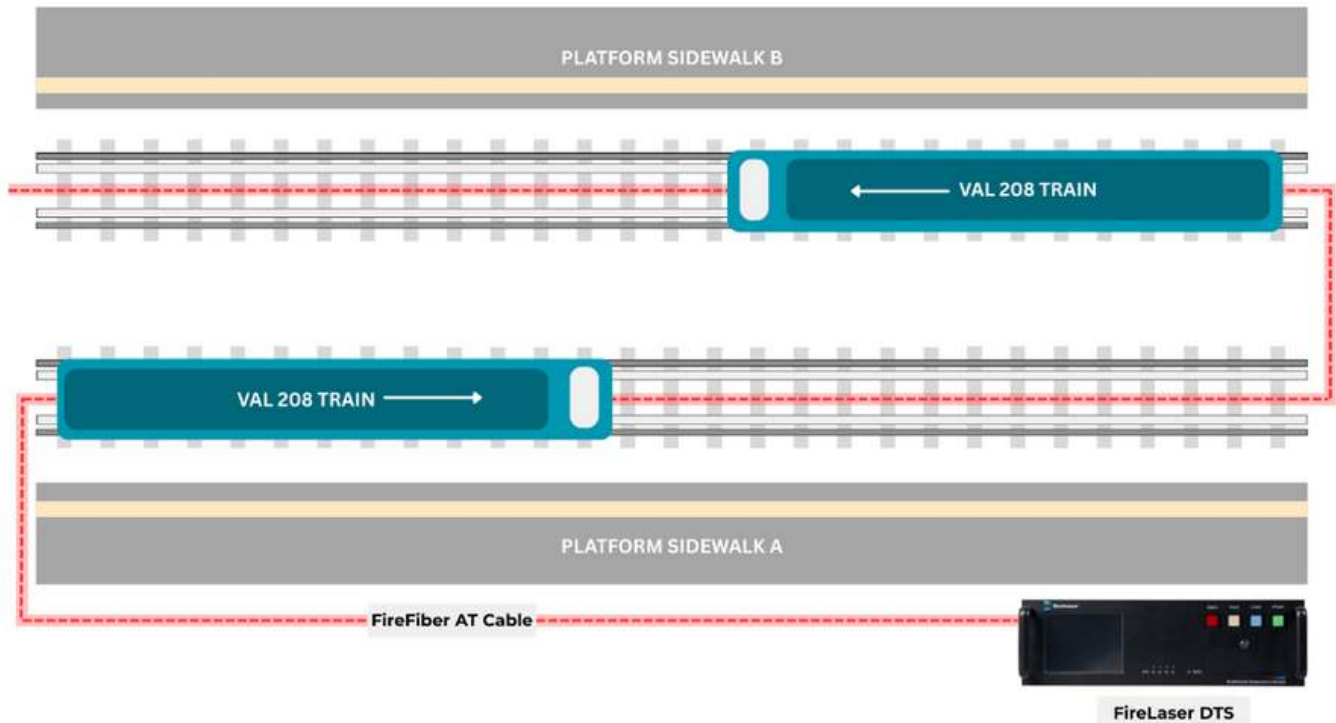 PLATFORM SIDEWALK B
VAL 208 TRAIN
VAL 208 TRAIN
PLATFORM SIDEWALK A
FireFiber AT Cable
FireLaser DTS